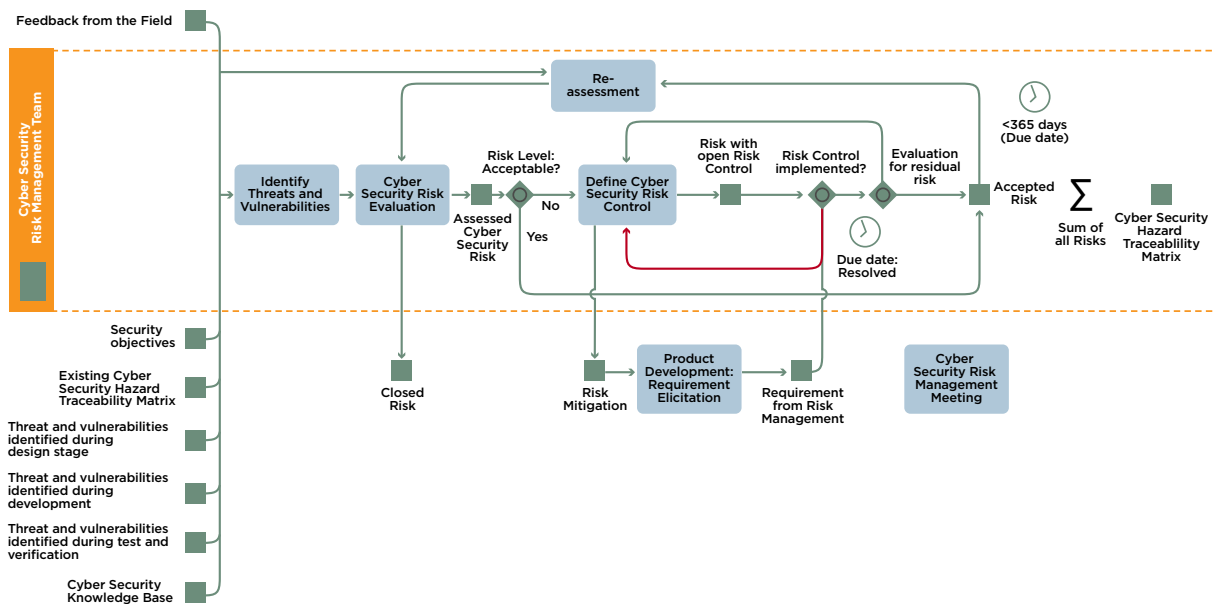 Feedback from the Field
Cyber Security
Risk Management Team
Re-
assessment
<365 days
(Due date)
Identify
Threats and
Vulnerabilities
Cyber
Security Risk
Evaluation
Risk Level:
Acceptable?
Assessed
Cyber
Security
Risk
No
Yes
Define Cyber
Security Risk
Control
Risk with
open Risk
Control
Risk Control
implemented?
Evaluation
for residual
risk
Due date:
Resolved
Accepted
Risk
∑
Sum of
all Risks
Cyber Security
Hazard
Traceablility
Matrix
Security
objectives
Existing Cyber
Security Hazard
Traceability Matrix
Threat and vulnerabilities
identified during
design stage
Threat and vulnerabilities
identified during
development
Threat and vulnerabilities
identified during test and
verification
Cyber Security
Knowledge Base
Closed
Risk
Risk
Mitigation
Product
Development:
Requirement
Elicitation
Requirement
from Risk
Management
Cyber
Security Risk
Management
Meeting